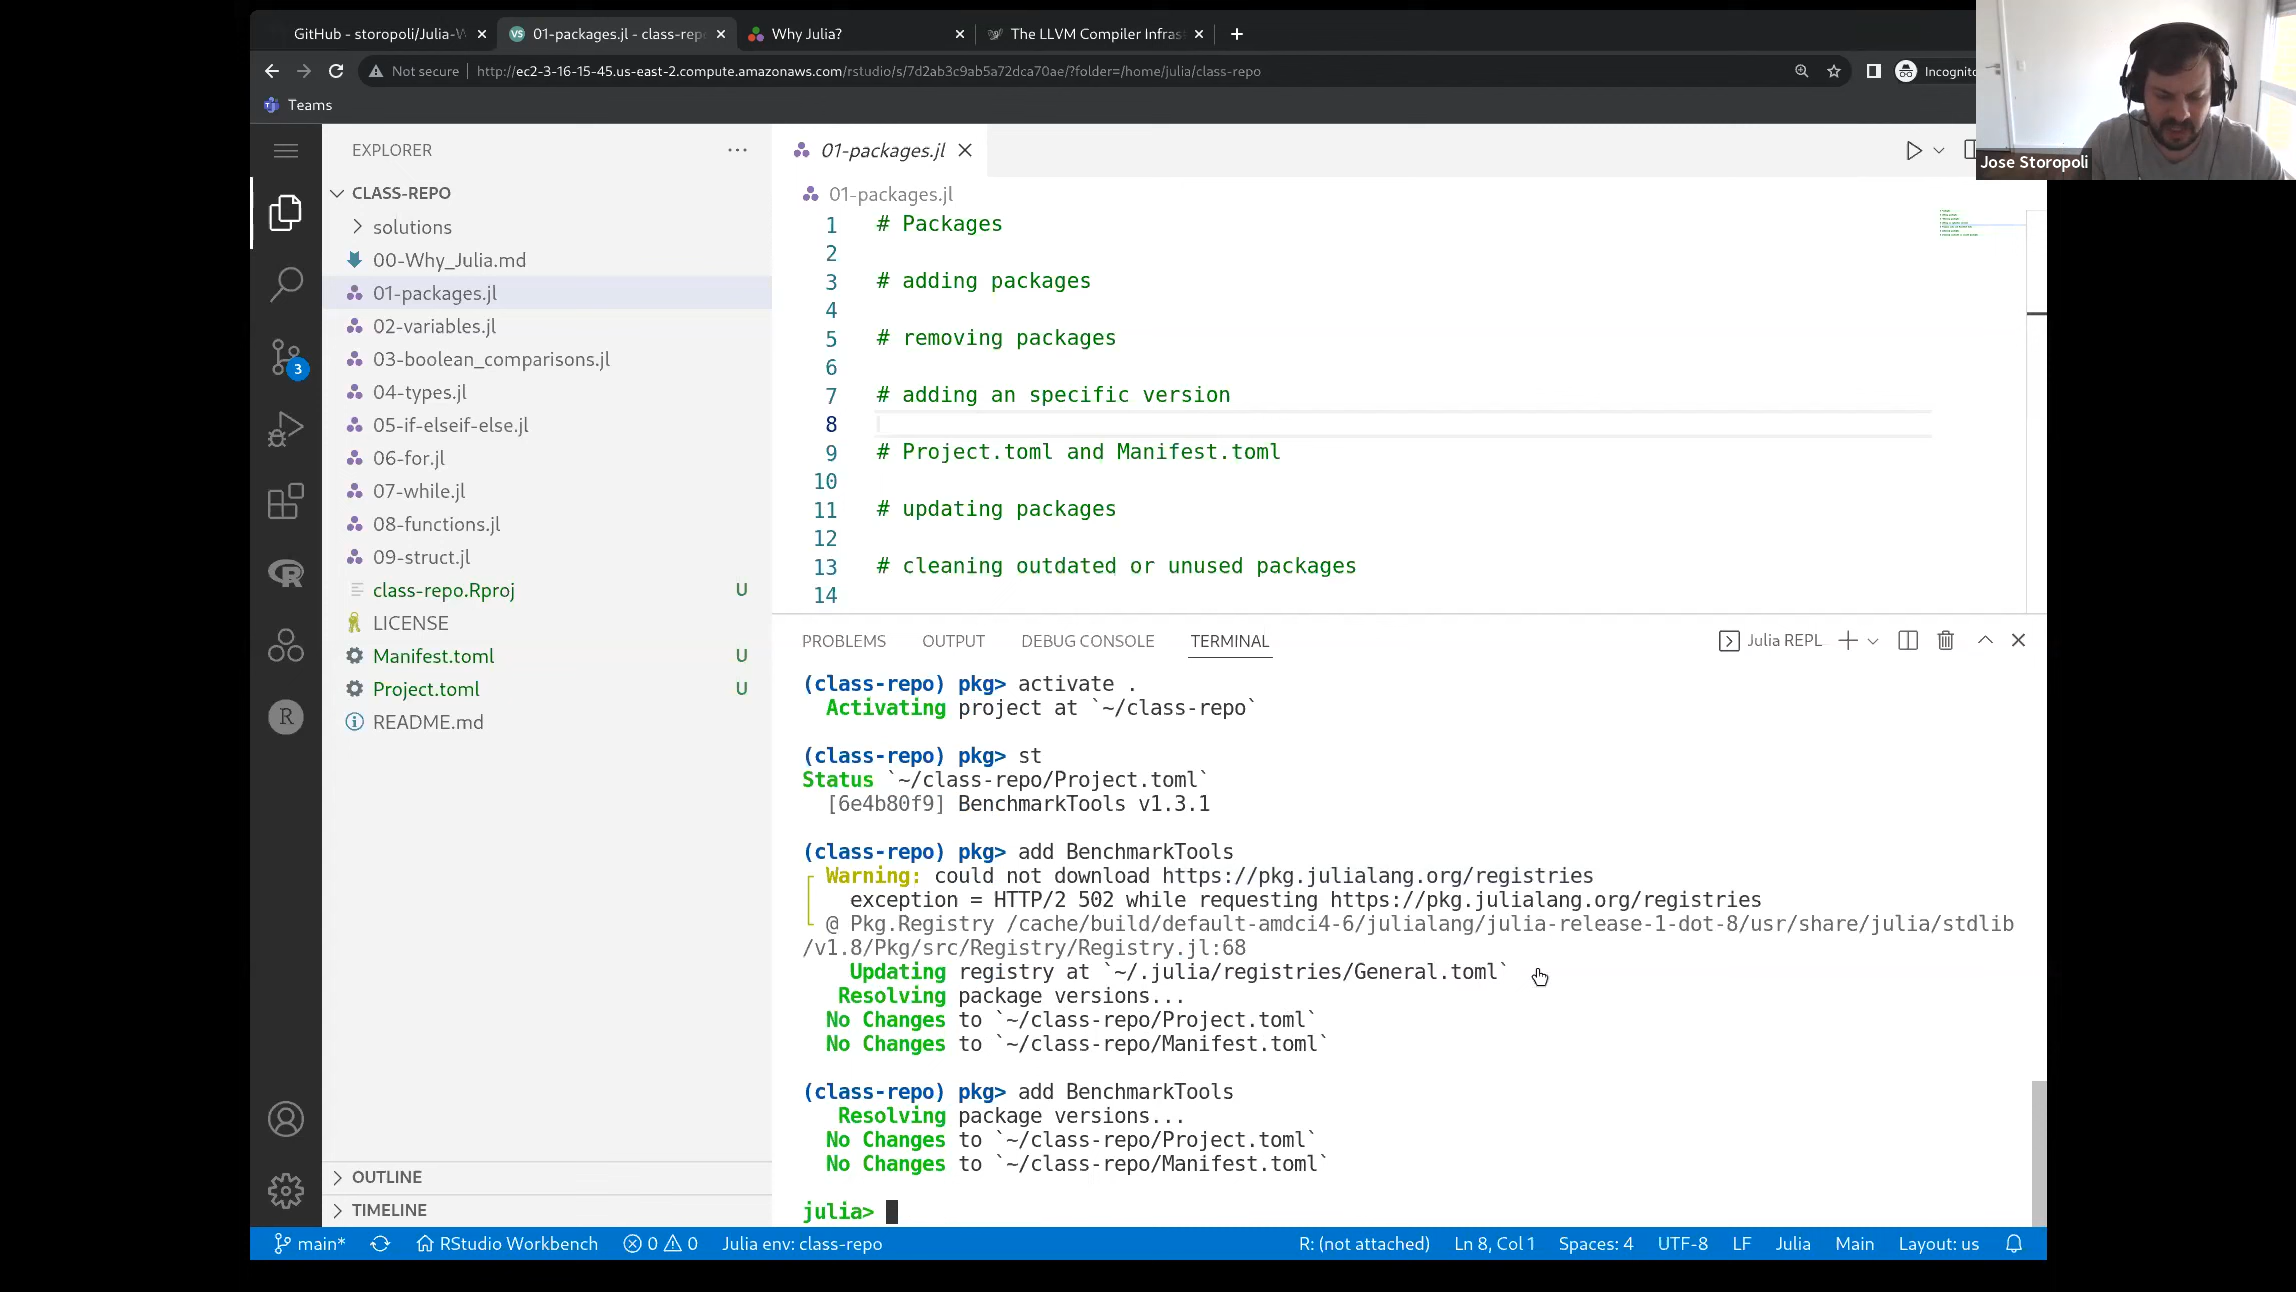 GitHub - storopoli/Julia-W
01-packages.jl - class-rep
Why Julia?
The LLVM Compiler Infras
Not secure
http://ec2-3-16-15-45.us-east-2.compute.amazonaws.com/rstudio/s/7d2ab3c9ab5a72dca70ae/?folder=/home/julia/class-repo
Incognito
Teams
Jose Storopoli
EXPLORER
CLASS-REPO
solutions
00-Why_Julia.md
01-packages.jl
02-variables.jl
03-boolean_comparisons.jl
04-types.jl
05-if-elseif-else.jl
06-for.jl
07-while.jl
08-functions.jl
09-struct.jl
class-repo.Rproj U
LICENSE
Manifest.toml U
Project.toml U
README.md
OUTLINE
TIMELINE
3
01-packages.jl
01-packages.jl
1 # Packages
2
3 # adding packages
4
5 # removing packages
6
7 # adding an specific version
8
9 # Project.toml and Manifest.toml
10
11 # updating packages
12
13 # cleaning outdated or unused packages
14
PROBLEMS OUTPUT DEBUG CONSOLE TERMINAL
Julia REPL
(class-repo) pkg> activate .
Activating project at `~/class-repo`
(class-repo) pkg> st
Status `~/class-repo/Project.toml`
[6e4b80f9] BenchmarkTools v1.3.1
(class-repo) pkg> add BenchmarkTools
┌ Warning: could not download https://pkg.julialang.org/registries
│ exception = HTTP/2 502 while requesting https://pkg.julialang.org/registries
└ @ Pkg.Registry /cache/build/default-amdci4-6/julialang/julia-release-1-dot-8/usr/share/julia/stdlib
/v1.8/Pkg/src/Registry/Registry.jl:68
Updating registry at `~/.julia/registries/General.toml`
Resolving package versions...
No Changes to `~/class-repo/Project.toml`
No Changes to `~/class-repo/Manifest.toml`
(class-repo) pkg> add BenchmarkTools
Resolving package versions...
No Changes to `~/class-repo/Project.toml`
No Changes to `~/class-repo/Manifest.toml`
julia>
main* RStudio Workbench 0 0 Julia env: class-repo
R: (not attached) Ln 8, Col 1 Spaces: 4 UTF-8 LF Julia Main Layout: us